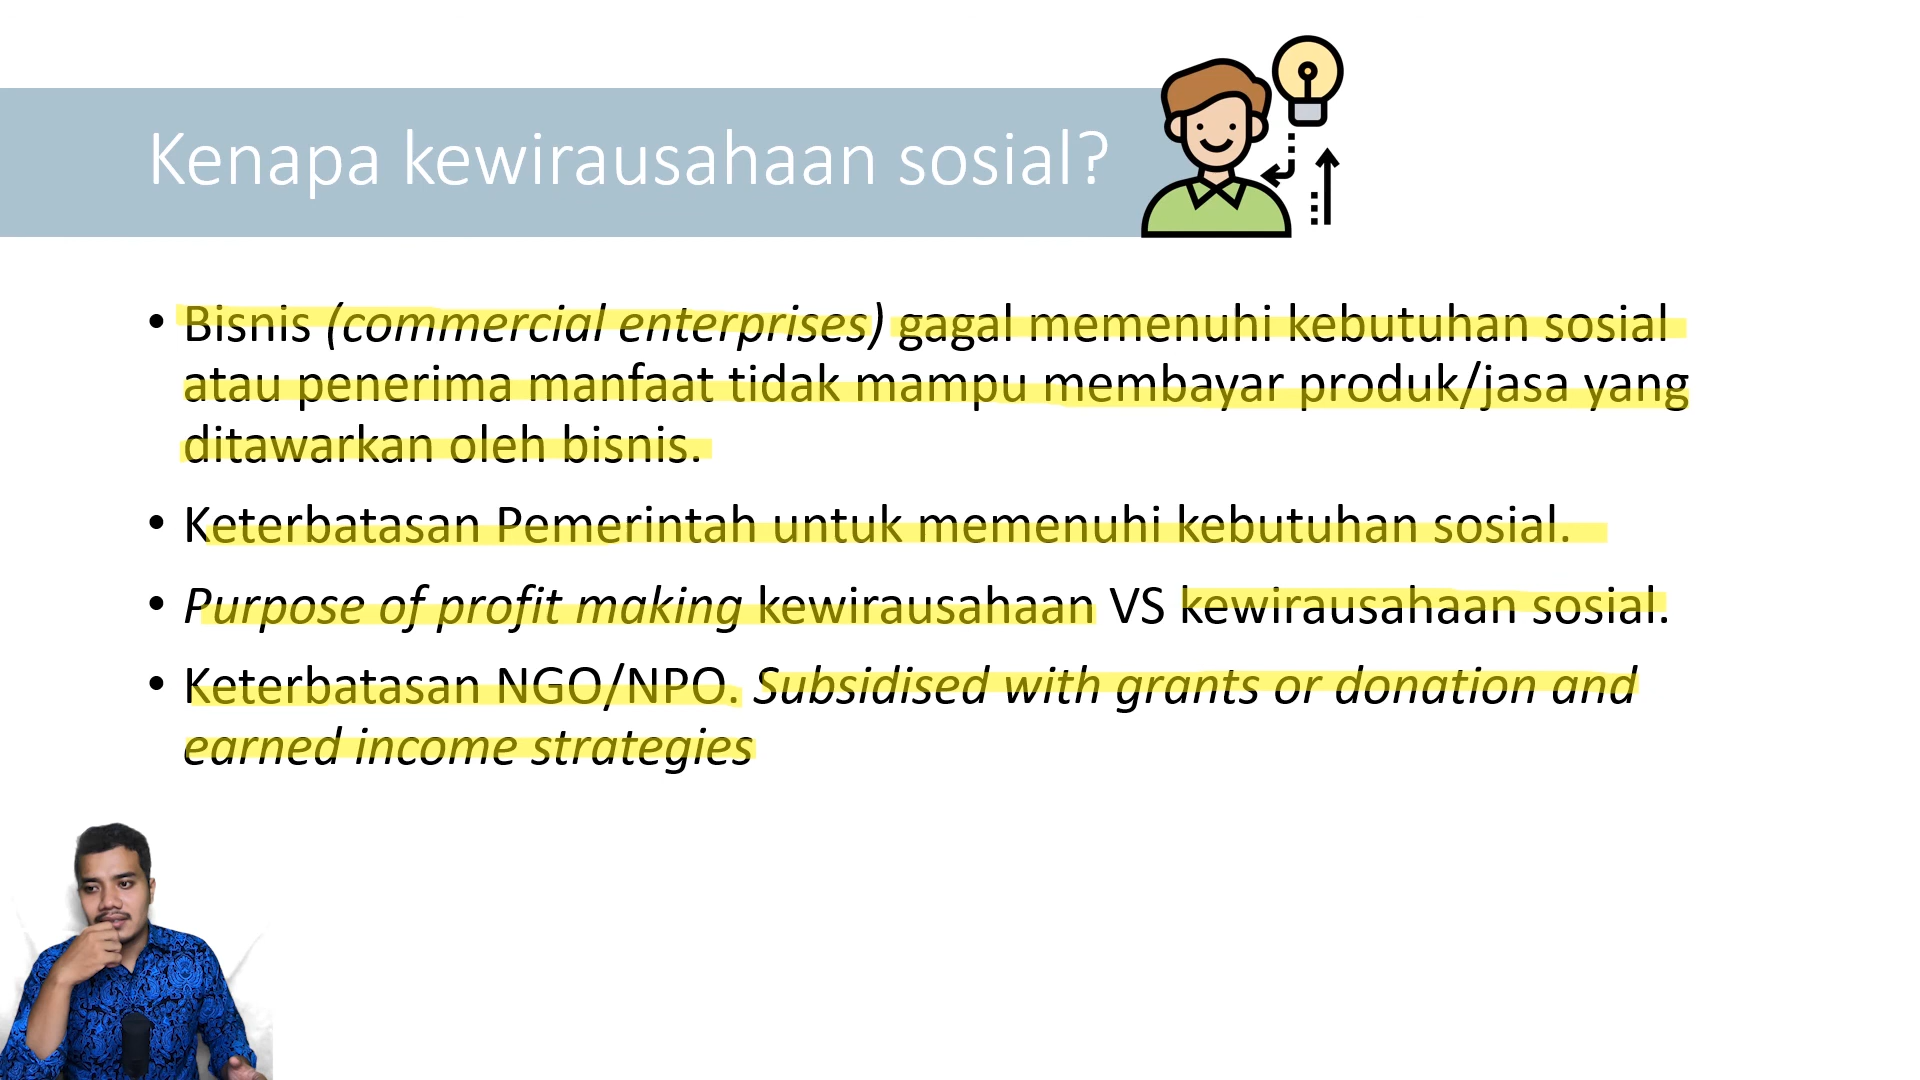 Kenapa kewirausahaan sosial?
• Bisnis (commercial enterprises) gagal memenuhi kebutuhan sosial
atau penerima manfaat tidak mampu membayar produk/jasa yang
ditawarkan oleh bisnis.
• Keterbatasan Pemerintah untuk memenuhi kebutuhan sosial.
• Purpose of profit making kewirausahaan VS kewirausahaan sosial.
• Keterbatasan NGO/NPO. Subsidised with grants or donation and
earned income strategies